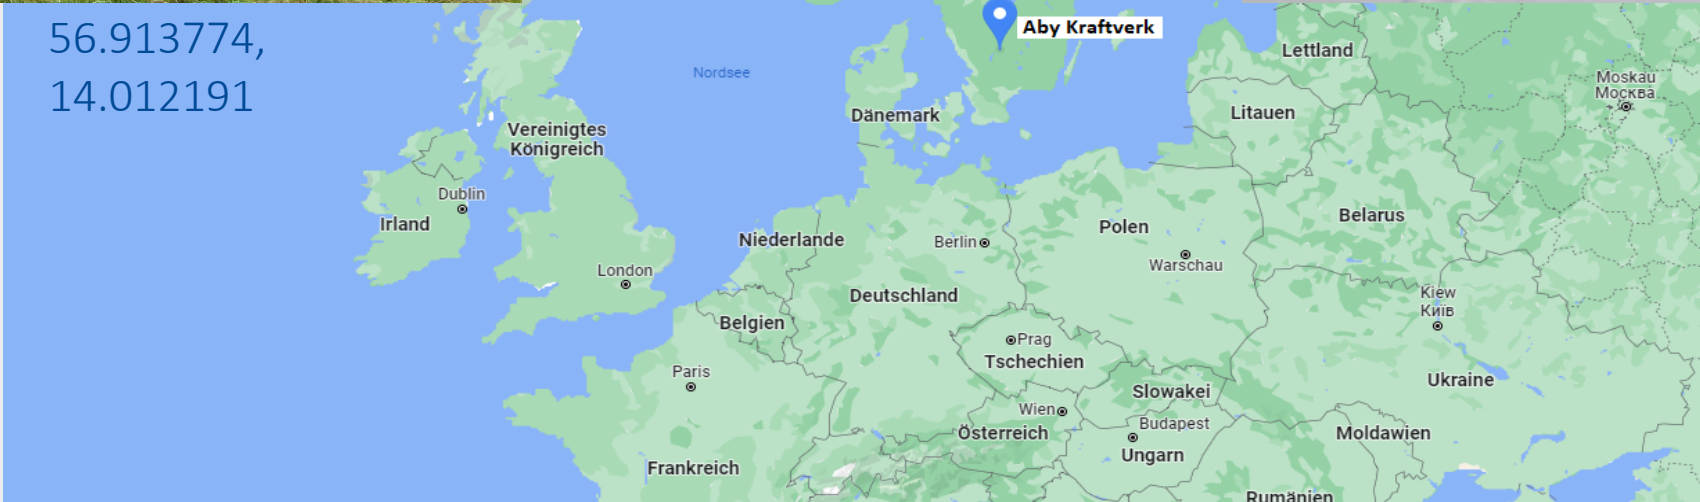 56.913774,
14.012191
Aby Kraftverk
Lettland
Nordsee
Moskau
Москва
Dänemark
Litauen
Vereinigtes
Königreich
Dublin
Irland
Belarus
Polen
Niederlande
Berlin
Warschau
London
Deutschland
Kiew
Київ
Belgien
Prag
Tschechien
Paris
Ukraine
Slowakei
Wien
Budapest
Österreich
Moldawien
Ungarn
Frankreich
Rumänien